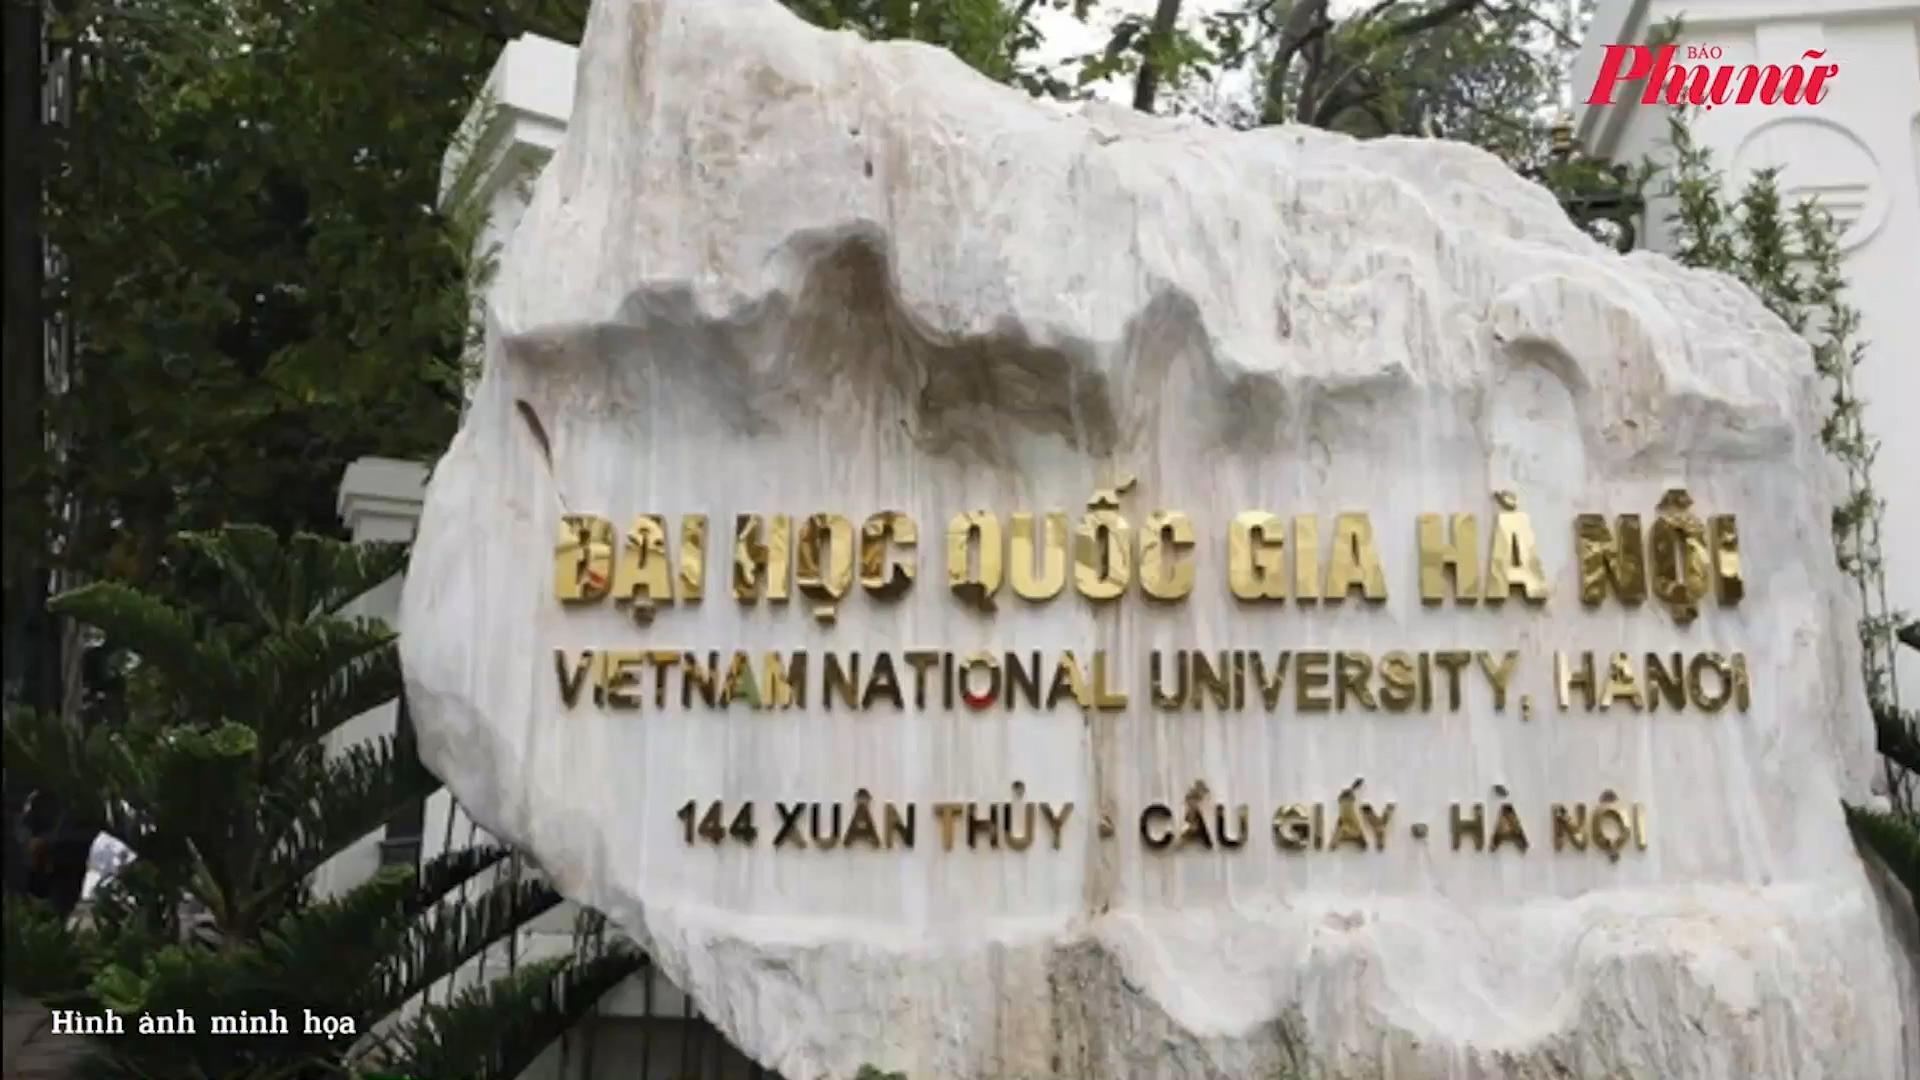 BÁO
Phụ nữ
ĐẠI HỌC QUỐC GIA HÀ NỘI
VIETNAM NATIONAL UNIVERSITY, HANOI
144 XUÂN THỦY - CẦU GIẤY - HÀ NỘI
Hình ảnh minh họa